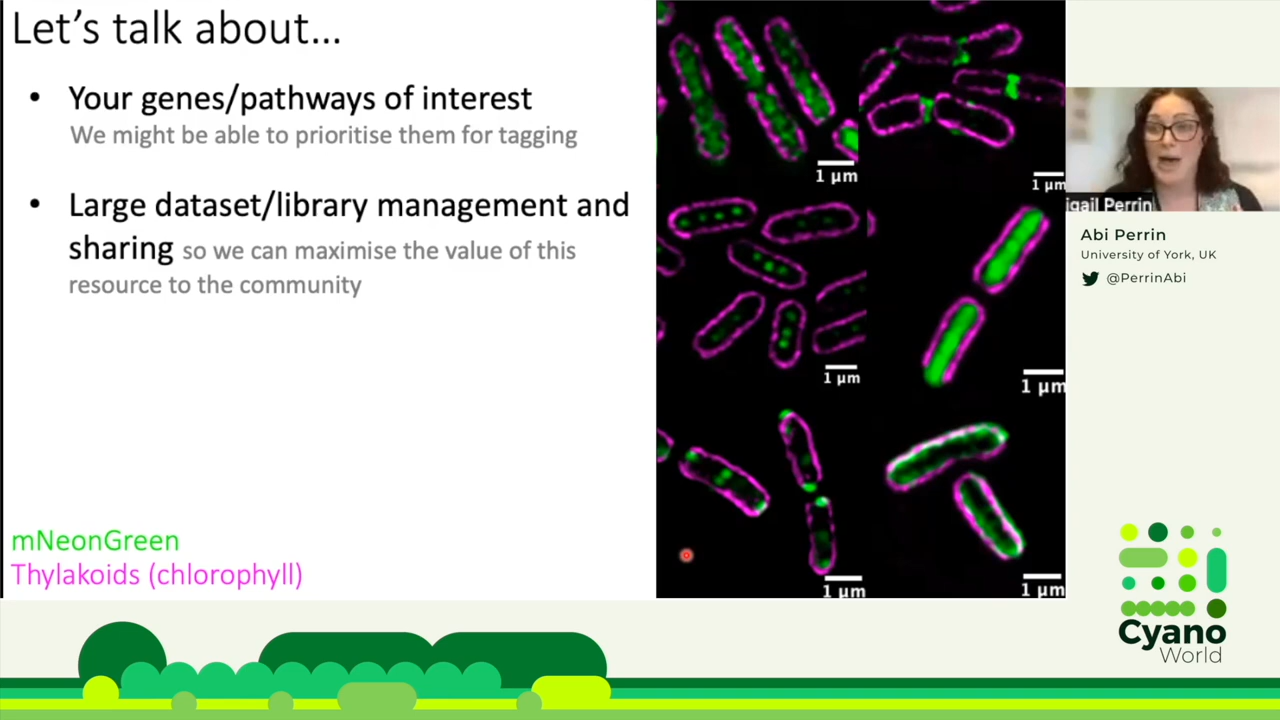 Let's talk about…
• Your genes/pathways of interest
We might be able to prioritise them for tagging
• Large dataset/library management and
sharing so we can maximise the value of this
resource to the community
mNeonGreen
Thylakoids (chlorophyll)
1 μm
1 μm
1 μm
1 μm
1 μm
1 μm
igail Perrin
Abi Perrin
University of York, UK
@PerrinAbi
Cyano
World